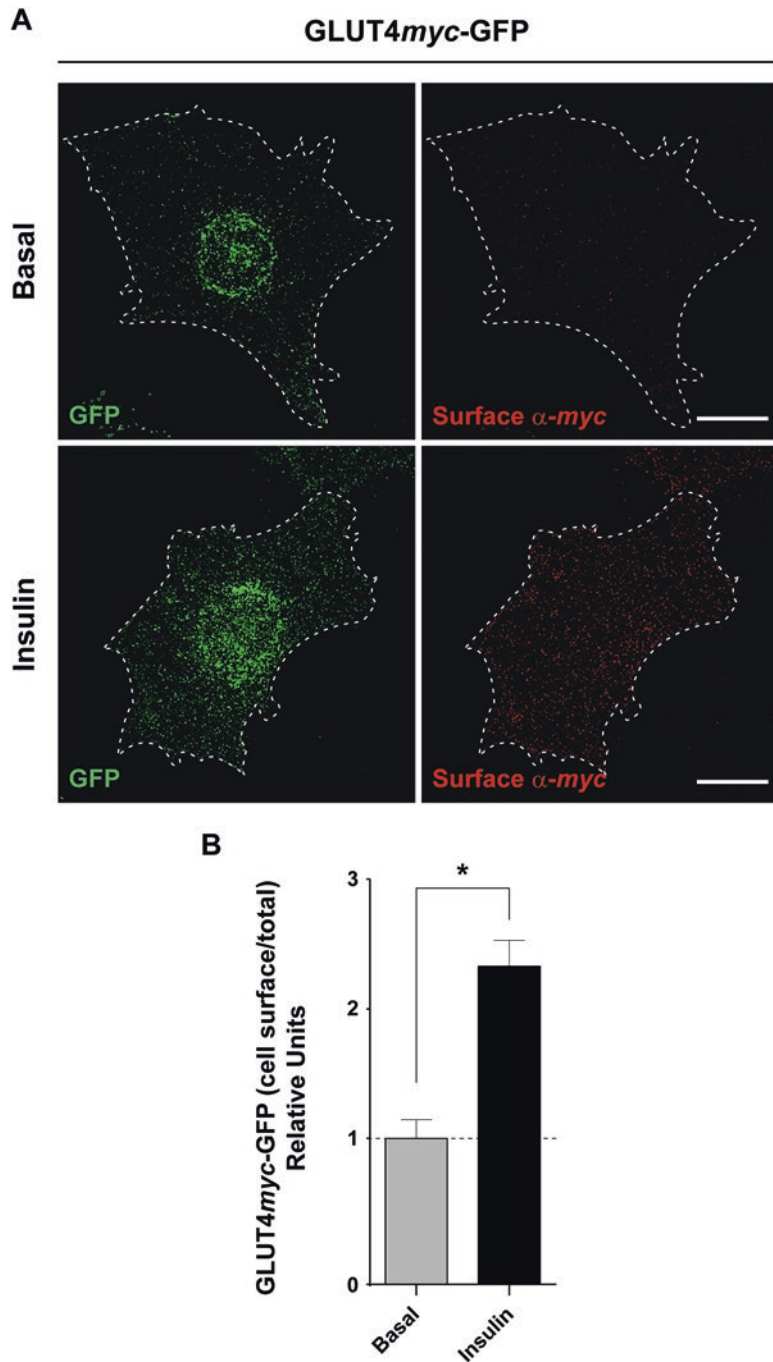 A
GLUT4myc-GFP
Basal
GFP
Surface α-myc
Insulin
GFP
Surface α-myc
B
GLUT4myc-GFP (cell surface/total)
Relative Units
3
2
1
0
*
Basal
Insulin